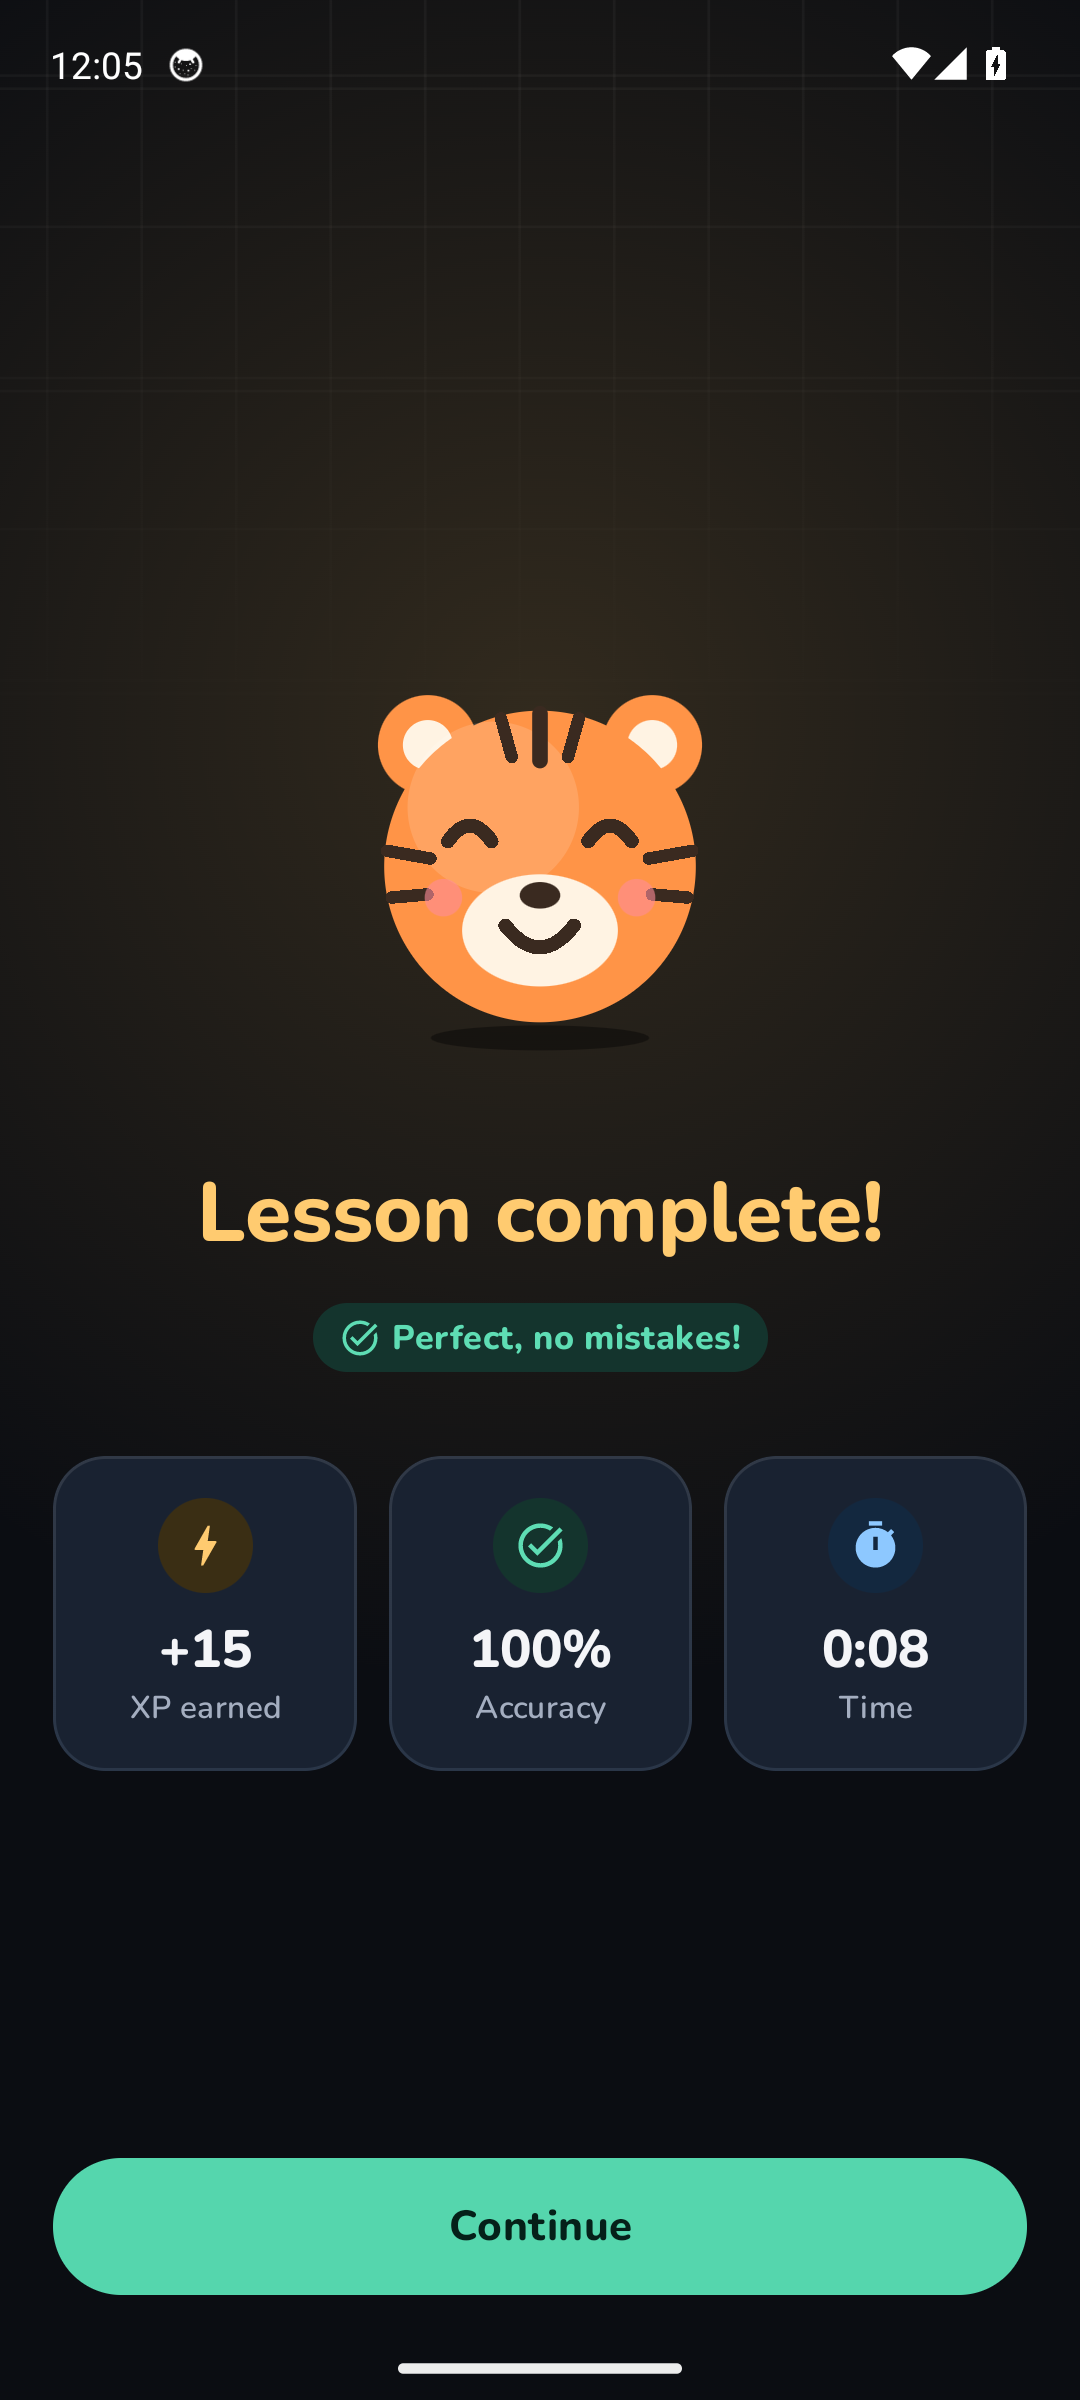 12:05
Lesson complete!
Perfect, no mistakes!
+15
XP earned
100%
Accuracy
0:08
Time
Continue